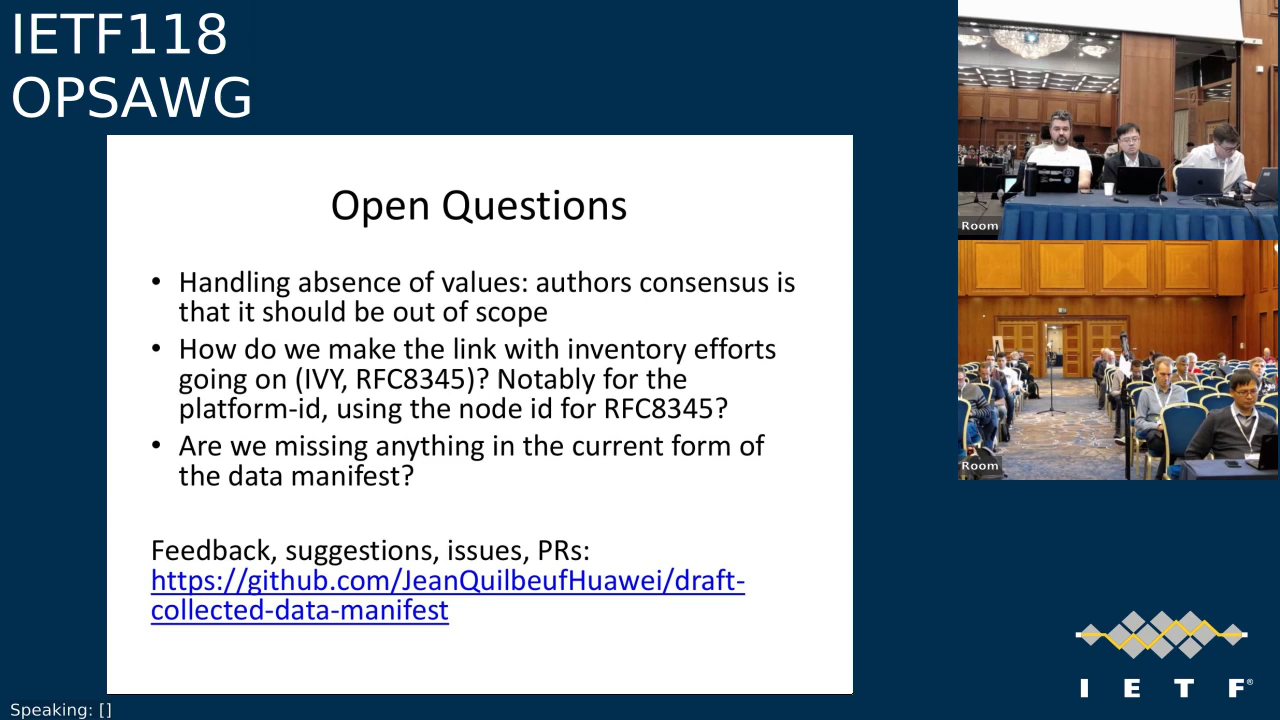 IETF118
OPSAWG
Open Questions
• Handling absence of values: authors consensus is
that it should be out of scope
• How do we make the link with inventory efforts
going on (IVY, RFC8345)? Notably for the
platform-id, using the node id for RFC8345?
• Are we missing anything in the current form of
the data manifest?
Feedback, suggestions, issues, PRs:
https://github.com/JeanQuilbeufHuawei/draft-
collected-data-manifest
Room
Room
I E T F®
Speaking: []